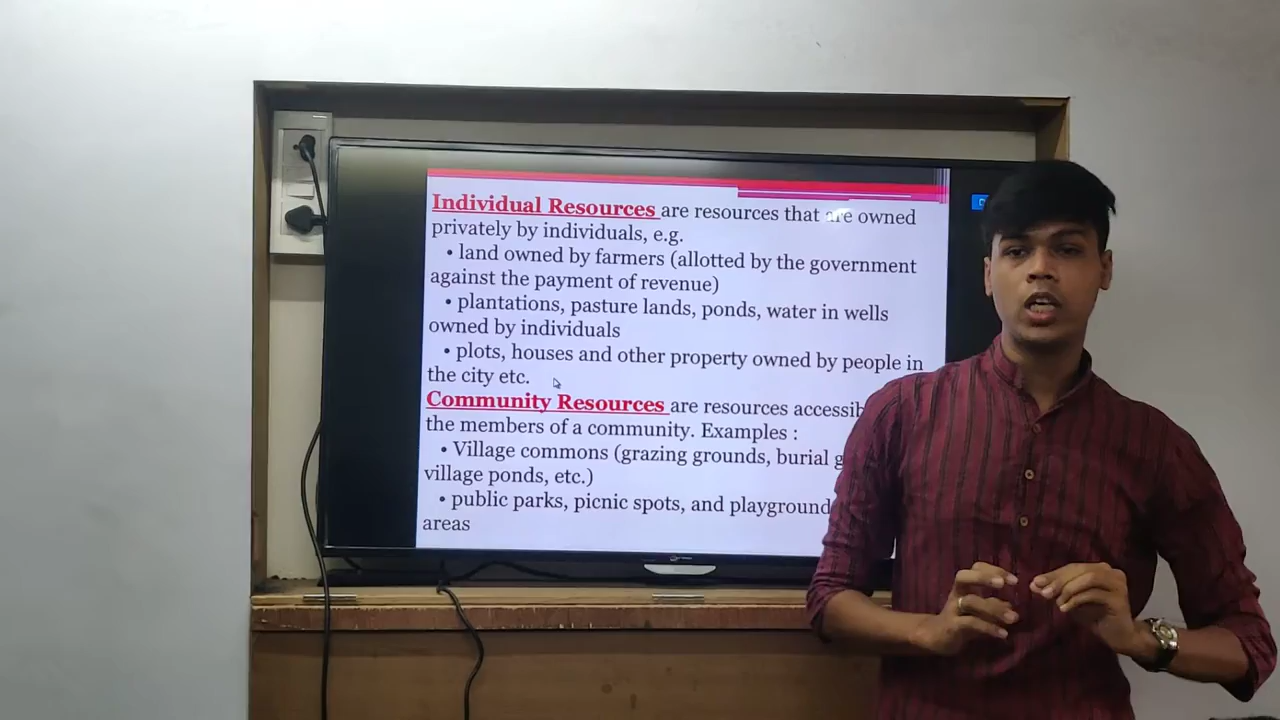 Individual Resources are resources that are owned
privately by individuals, e.g.
• land owned by farmers (allotted by the government
against the payment of revenue)
• plantations, pasture lands, ponds, water in wells
owned by individuals
• plots, houses and other property owned by people in
the city etc.
Community Resources are resources
the members of a community. Examples :
• Village commons (grazing grounds, burial
village ponds, etc.)
• public parks, picnic spots, and
areas